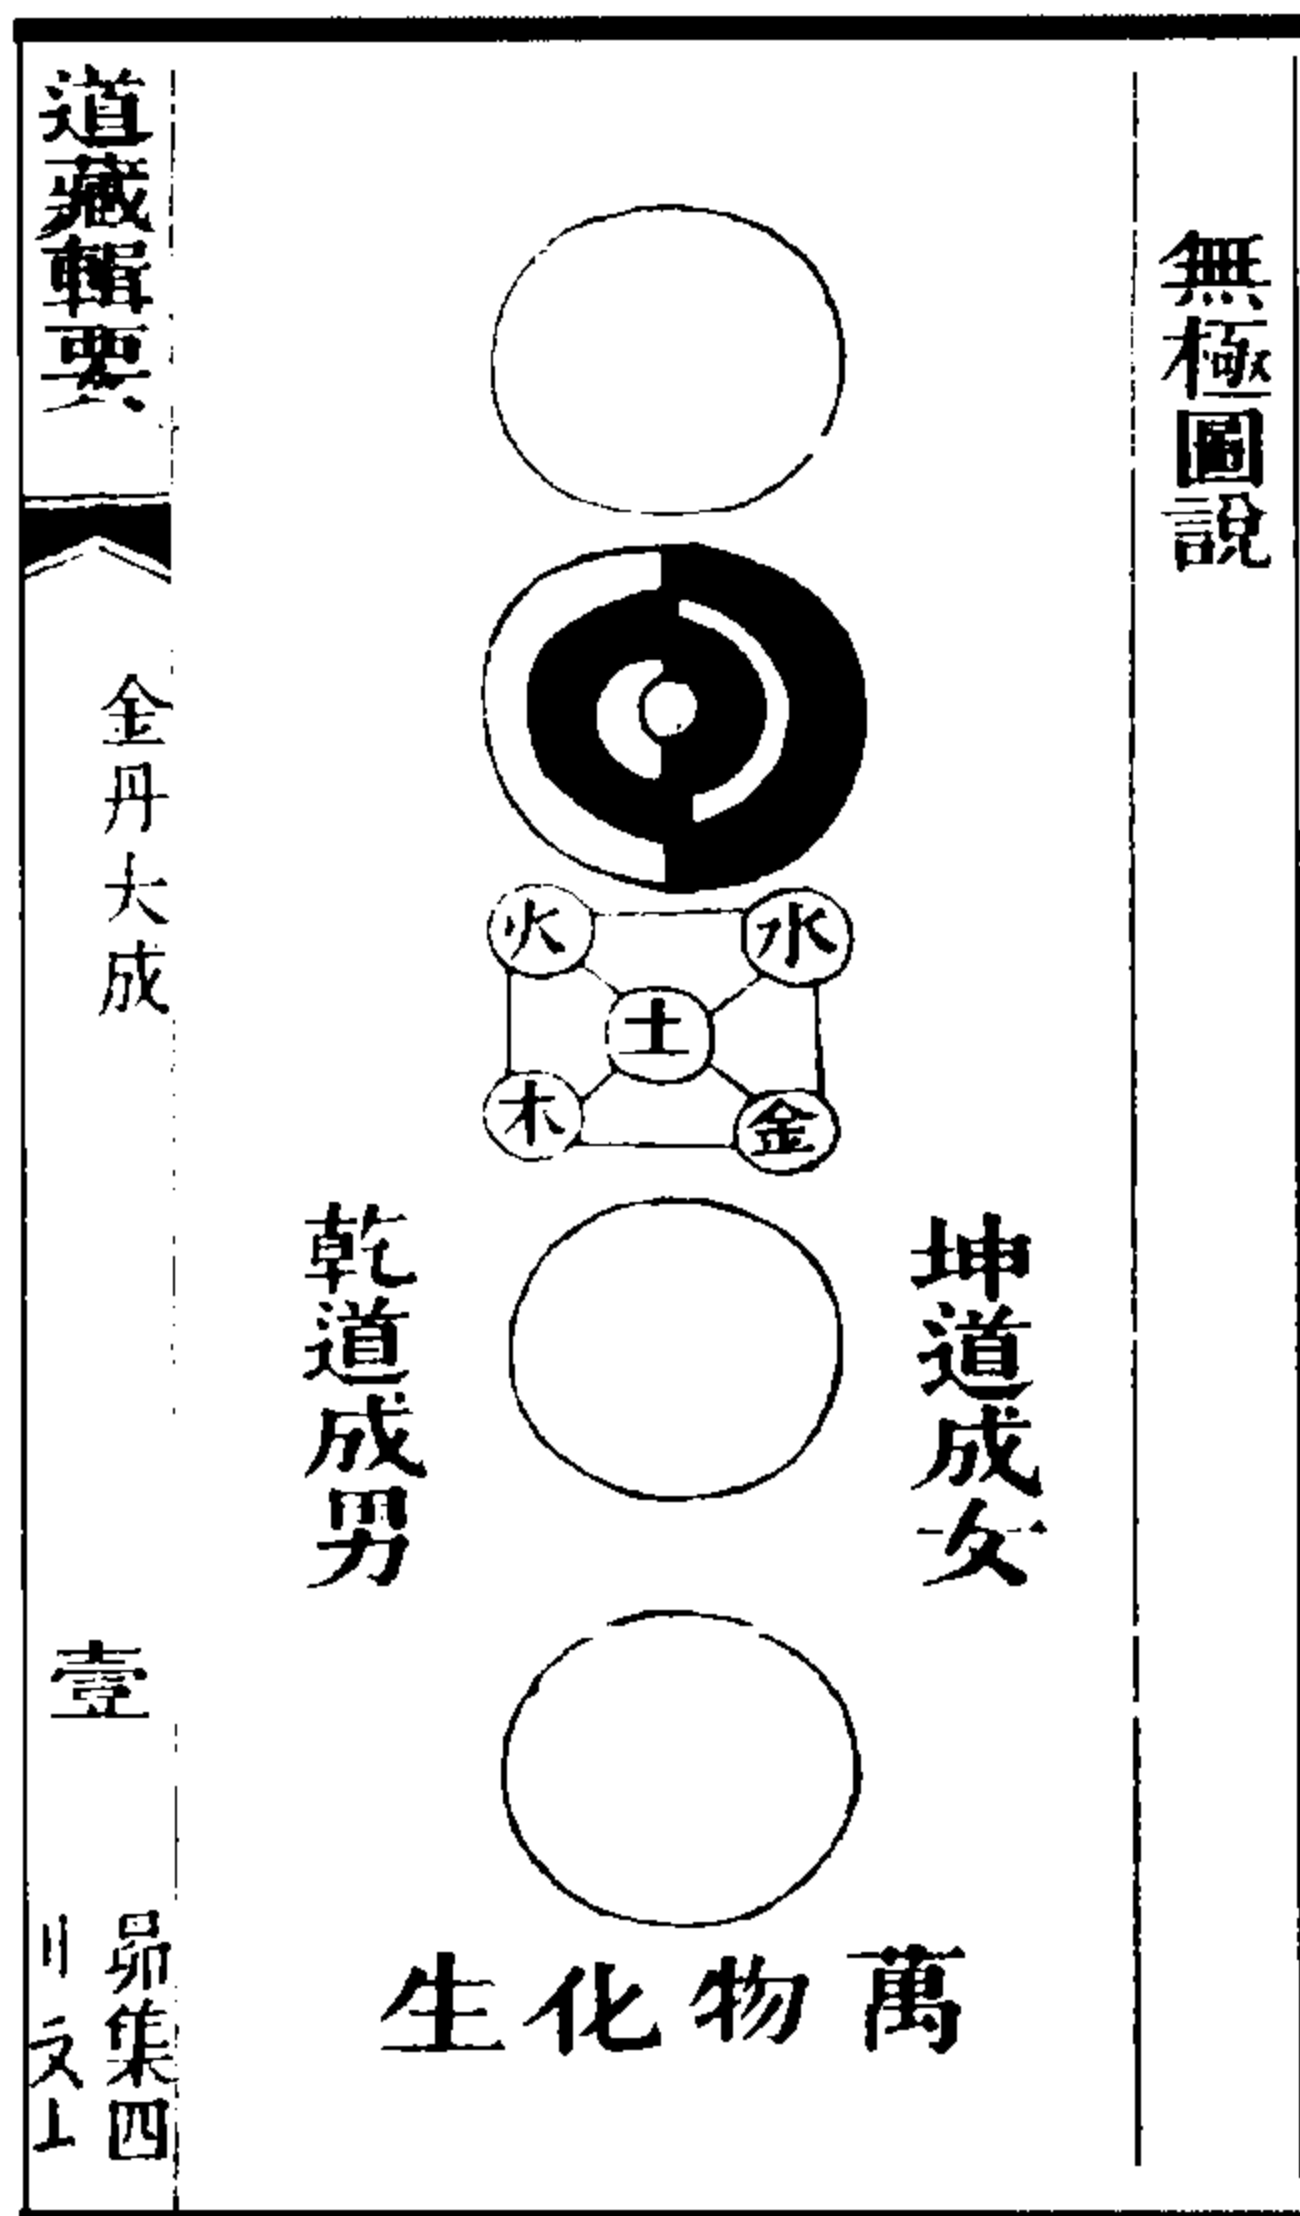 無極圖說
火
水
土
木
金
坤道成女
乾道成男
萬物化生
道藏輯要
金丹大成
壹
昴集四